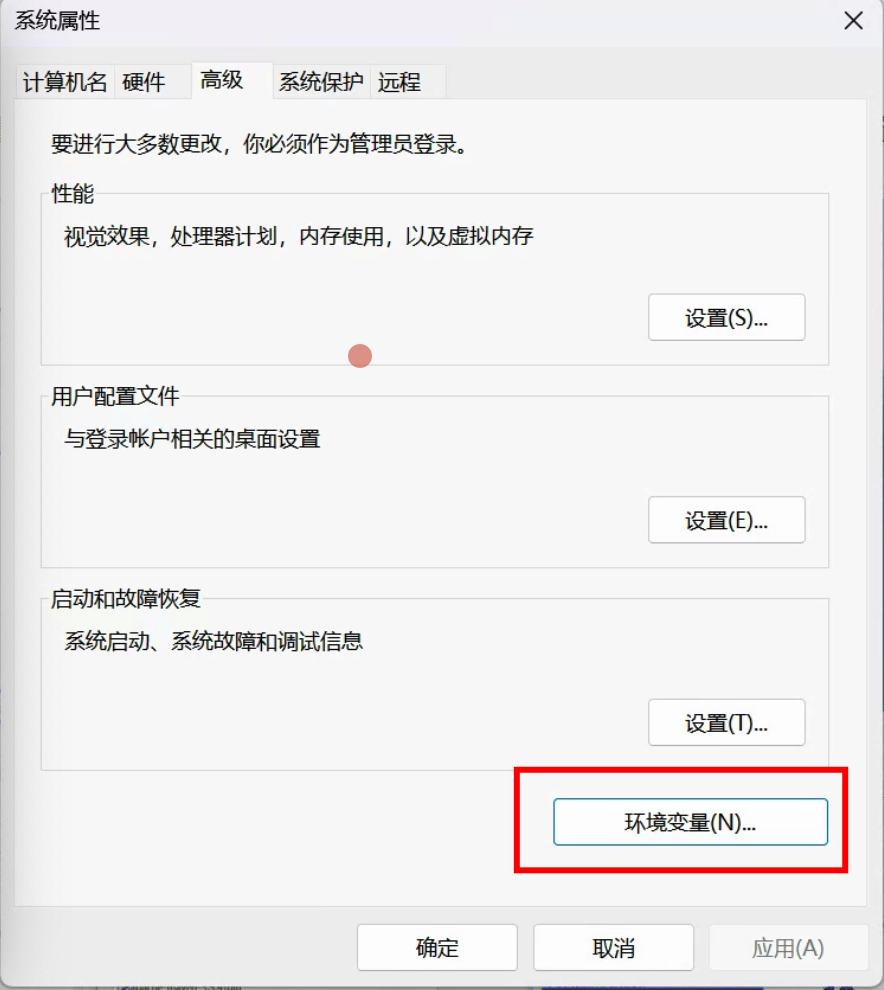 系统属性
计算机名 硬件 高级 系统保护 远程
要进行大多数更改，你必须作为管理员登录。
性能
视觉效果，处理器计划，内存使用，以及虚拟内存
设置(S)...
用户配置文件
与登录帐户相关的桌面设置
设置(E)...
启动和故障恢复
系统启动、系统故障和调试信息
设置(T)...
环境变量(N)...
确定 取消 应用(A)